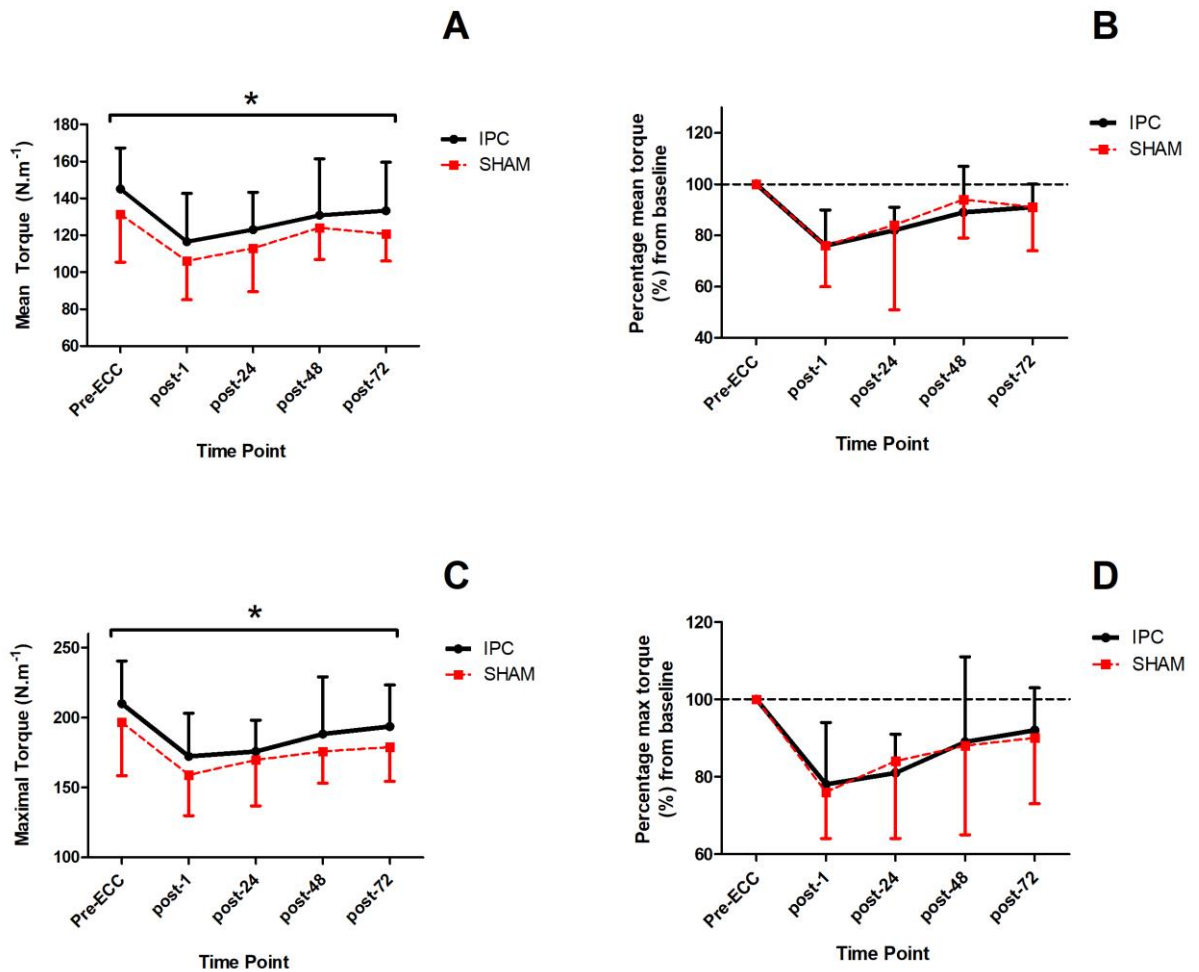 A
*
Mean Torque (N.m⁻¹)
180
160
140
120
100
80
60
IPC
SHAM
Pre-ECC
post-1
post-24
post-48
post-72
Time Point
B
Percentage mean torque
(%) from baseline
120
100
80
60
40
IPC
SHAM
Pre-ECC
post-1
post-24
post-48
post-72
Time Point
C
*
Maximal Torque (N.m⁻¹)
250
200
150
100
IPC
SHAM
Pre-ECC
post-1
post-24
post-48
post-72
Time Point
D
Percentage max torque
(%) from baseline
120
100
80
60
IPC
SHAM
Pre-ECC
post-1
post-24
post-48
post-72
Time Point